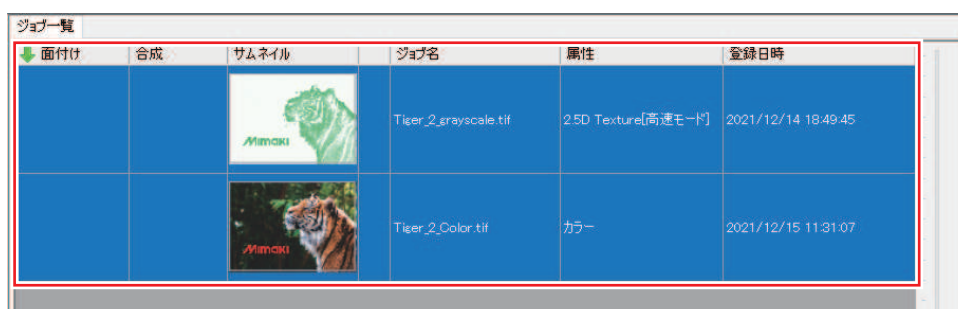 ジョブ一覧
面付け 合成 サムネイル ジョブ名 属性 登録日時
Mimaki
Tiger_2_grayscale.tif 2.5D Texture[高速モード] 2021/12/14 18:49:45
Mimaki
Tiger_2_Color.tif カラー 2021/12/15 11:31:07